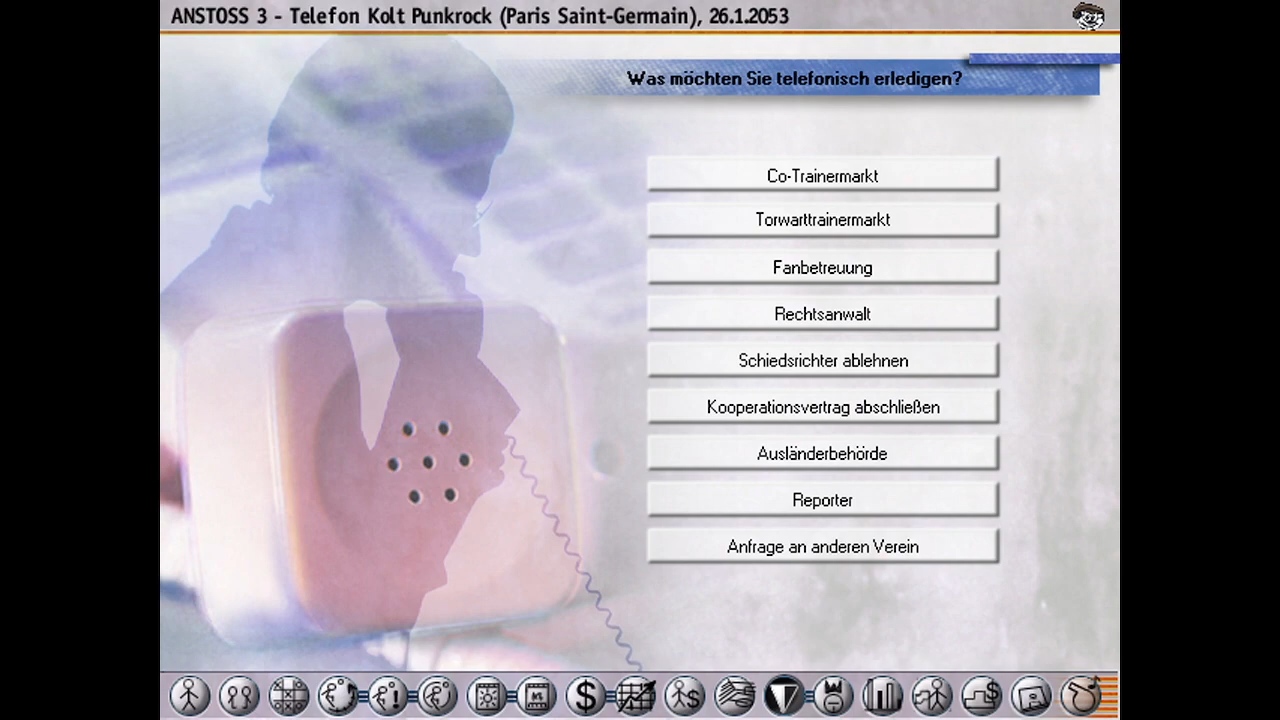 ANSTOSS 3 - Telefon Kolt Punkrock (Paris Saint-Germain), 26.1.2053
Was möchten Sie telefonisch erledigen?
Co-Trainermarkt
Torwarttrainermarkt
Fanbetreuung
Rechtsanwalt
Schiedsrichter ablehnen
Kooperationsvertrag abschließen
Ausländerbehörde
Reporter
Anfrage an anderen Verein